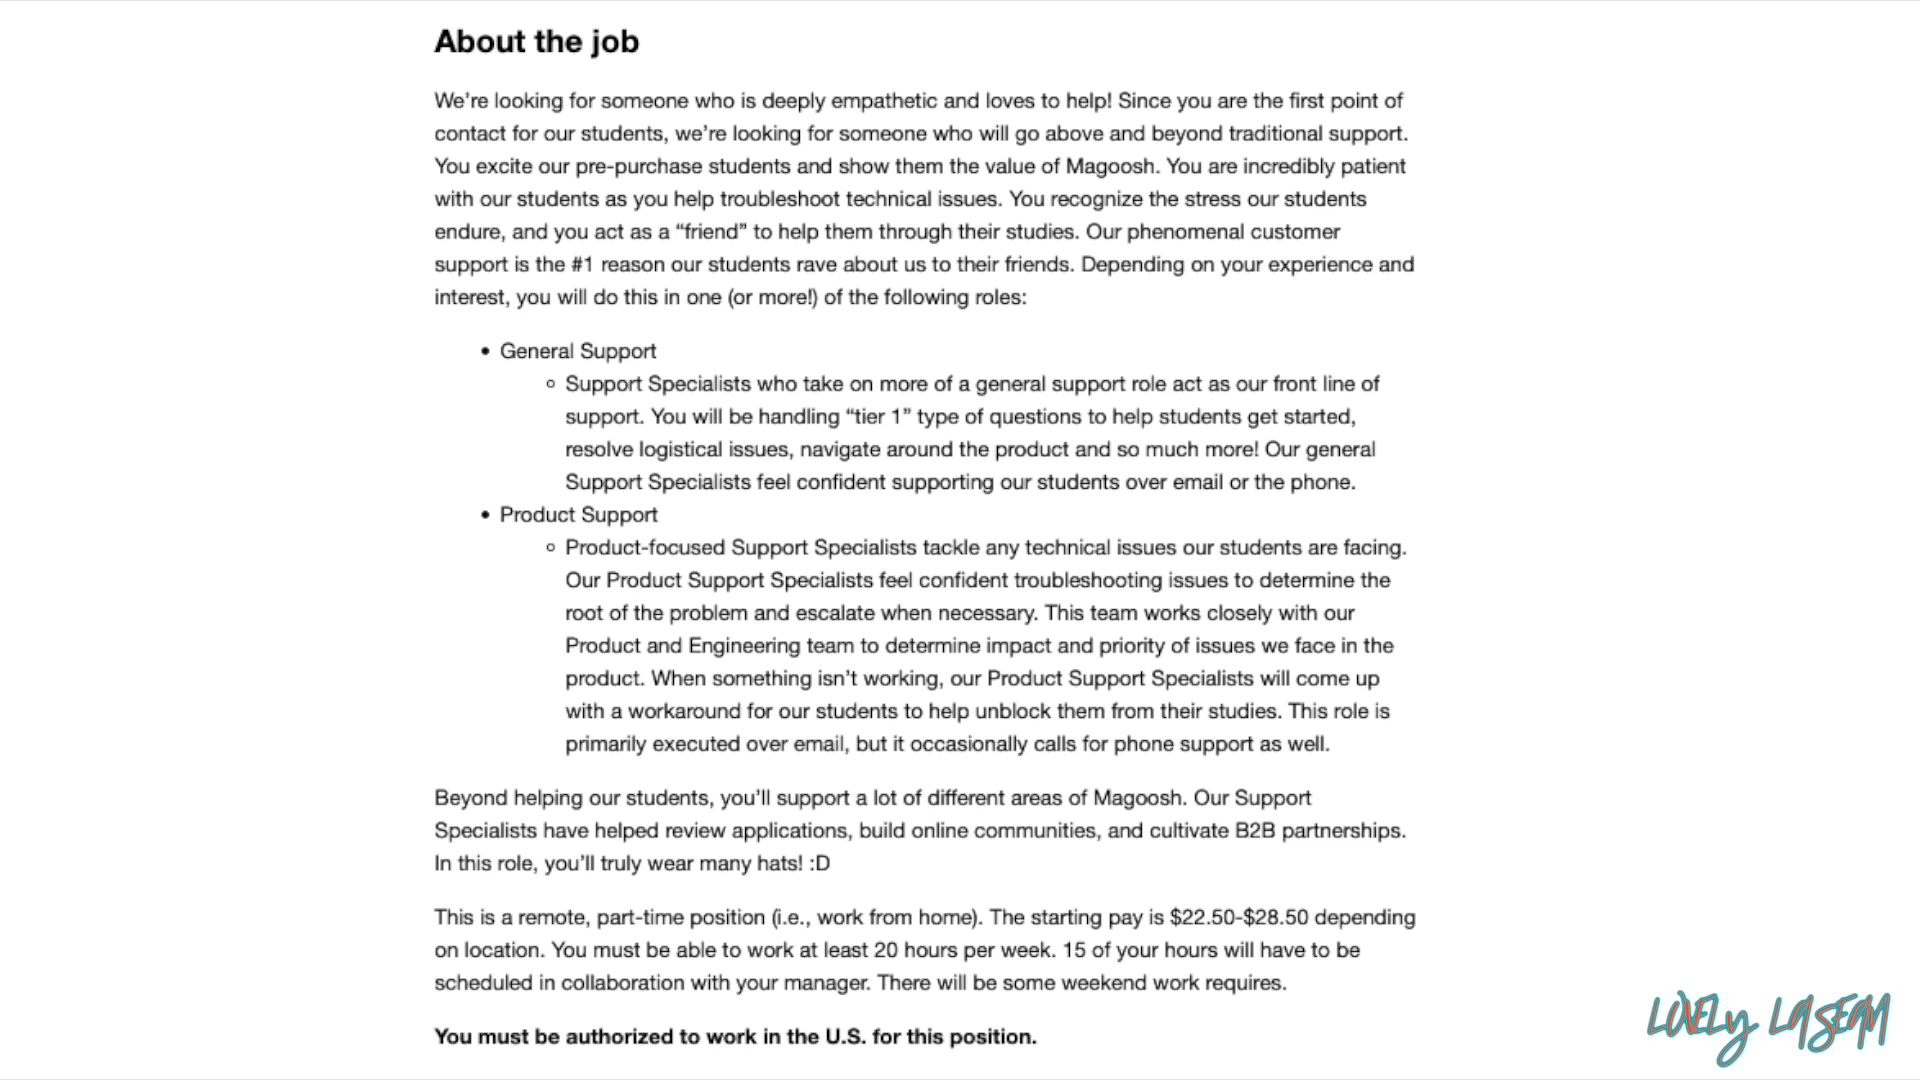 About the job
We’re looking for someone who is deeply empathetic and loves to help! Since you are the first point of
contact for our students, we’re looking for someone who will go above and beyond traditional support.
You excite our pre-purchase students and show them the value of Magoosh. You are incredibly patient
with our students as you help troubleshoot technical issues. You recognize the stress our students
endure, and you act as a “friend” to help them through their studies. Our phenomenal customer
support is the #1 reason our students rave about us to their friends. Depending on your experience and
interest, you will do this in one (or more!) of the following roles:
• General Support
◦ Support Specialists who take on more of a general support role act as our front line of
support. You will be handling “tier 1” type of questions to help students get started,
resolve logistical issues, navigate around the product and so much more! Our general
Support Specialists feel confident supporting our students over email or the phone.
• Product Support
◦ Product-focused Support Specialists tackle any technical issues our students are facing.
Our Product Support Specialists feel confident troubleshooting issues to determine the
root of the problem and escalate when necessary. This team works closely with our
Product and Engineering team to determine impact and priority of issues we face in the
product. When something isn’t working, our Product Support Specialists will come up
with a workaround for our students to help unblock them from their studies. This role is
primarily executed over email, but it occasionally calls for phone support as well.
Beyond helping our students, you’ll support a lot of different areas of Magoosh. Our Support
Specialists have helped review applications, build online communities, and cultivate B2B partnerships.
In this role, you’ll truly wear many hats! :D
This is a remote, part-time position (i.e., work from home). The starting pay is $22.50-$28.50 depending
on location. You must be able to work at least 20 hours per week. 15 of your hours will have to be
scheduled in collaboration with your manager. There will be some weekend work requires.
You must be authorized to work in the U.S. for this position.
LOVELy LASEAM